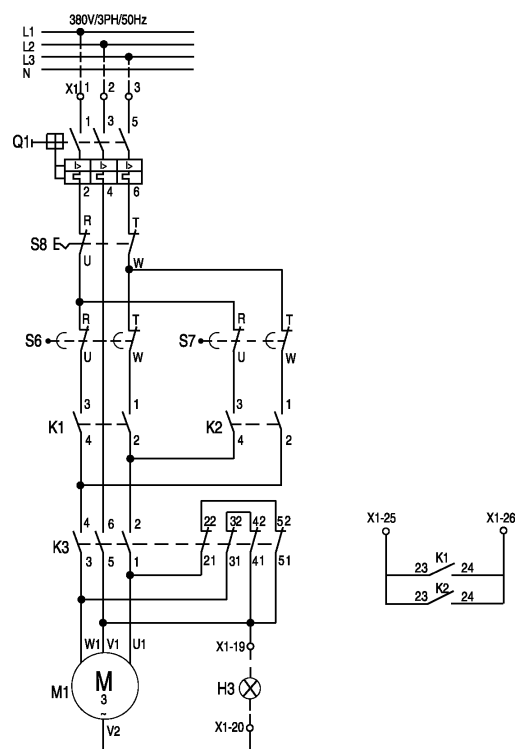 380V/3PH/50Hz
L1
L2
L3
N
X1 1 2 3
1 3 5
Q1
I> I> I>
2 4 6
R T
S8 E
U W
R T R T
S6 S7
U W U W
3 1 3 1
K1 K2
4 2 4 2
4 6 2 22 32 42 52
X1-25 X1-26
K3
3 5 1 21 31 41 51
K1
23 24
K2
23 24
W1 V1 U1 X1-19
M1 M 3 ~ H3
X1-20
V2